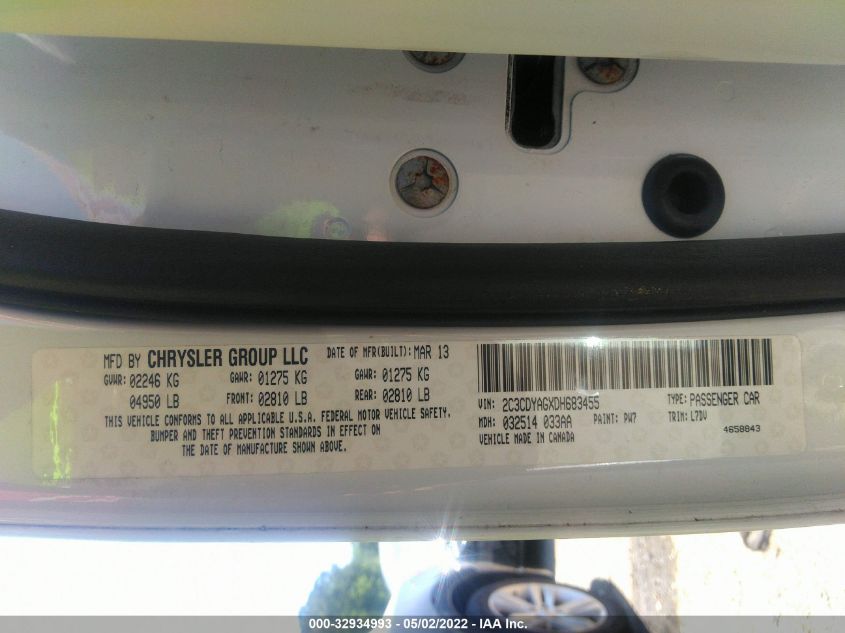 MFD BY CHRYSLER GROUP LLC DATE OF MFR(BUILT): MAR 13
GVWR: 02246 KG GAWR: 01275 KG GAWR: 01275 KG
04950 LB FRONT: 02810 LB REAR: 02810 LB
THIS VEHICLE CONFORMS TO ALL APPLICABLE U.S.A. FEDERAL MOTOR VEHICLE SAFETY,
BUMPER AND THEFT PREVENTION STANDARDS IN EFFECT ON
THE DATE OF MANUFACTURE SHOWN ABOVE.
VIN: 2C3CDYAGXDH683455 TYPE: PASSENGER CAR
MDH: 032514 033AA PAINT: PW7 TRIM: L7DV
VEHICLE MADE IN CANADA 4658843
000-32934993 - 05/02/2022 - IAA Inc.